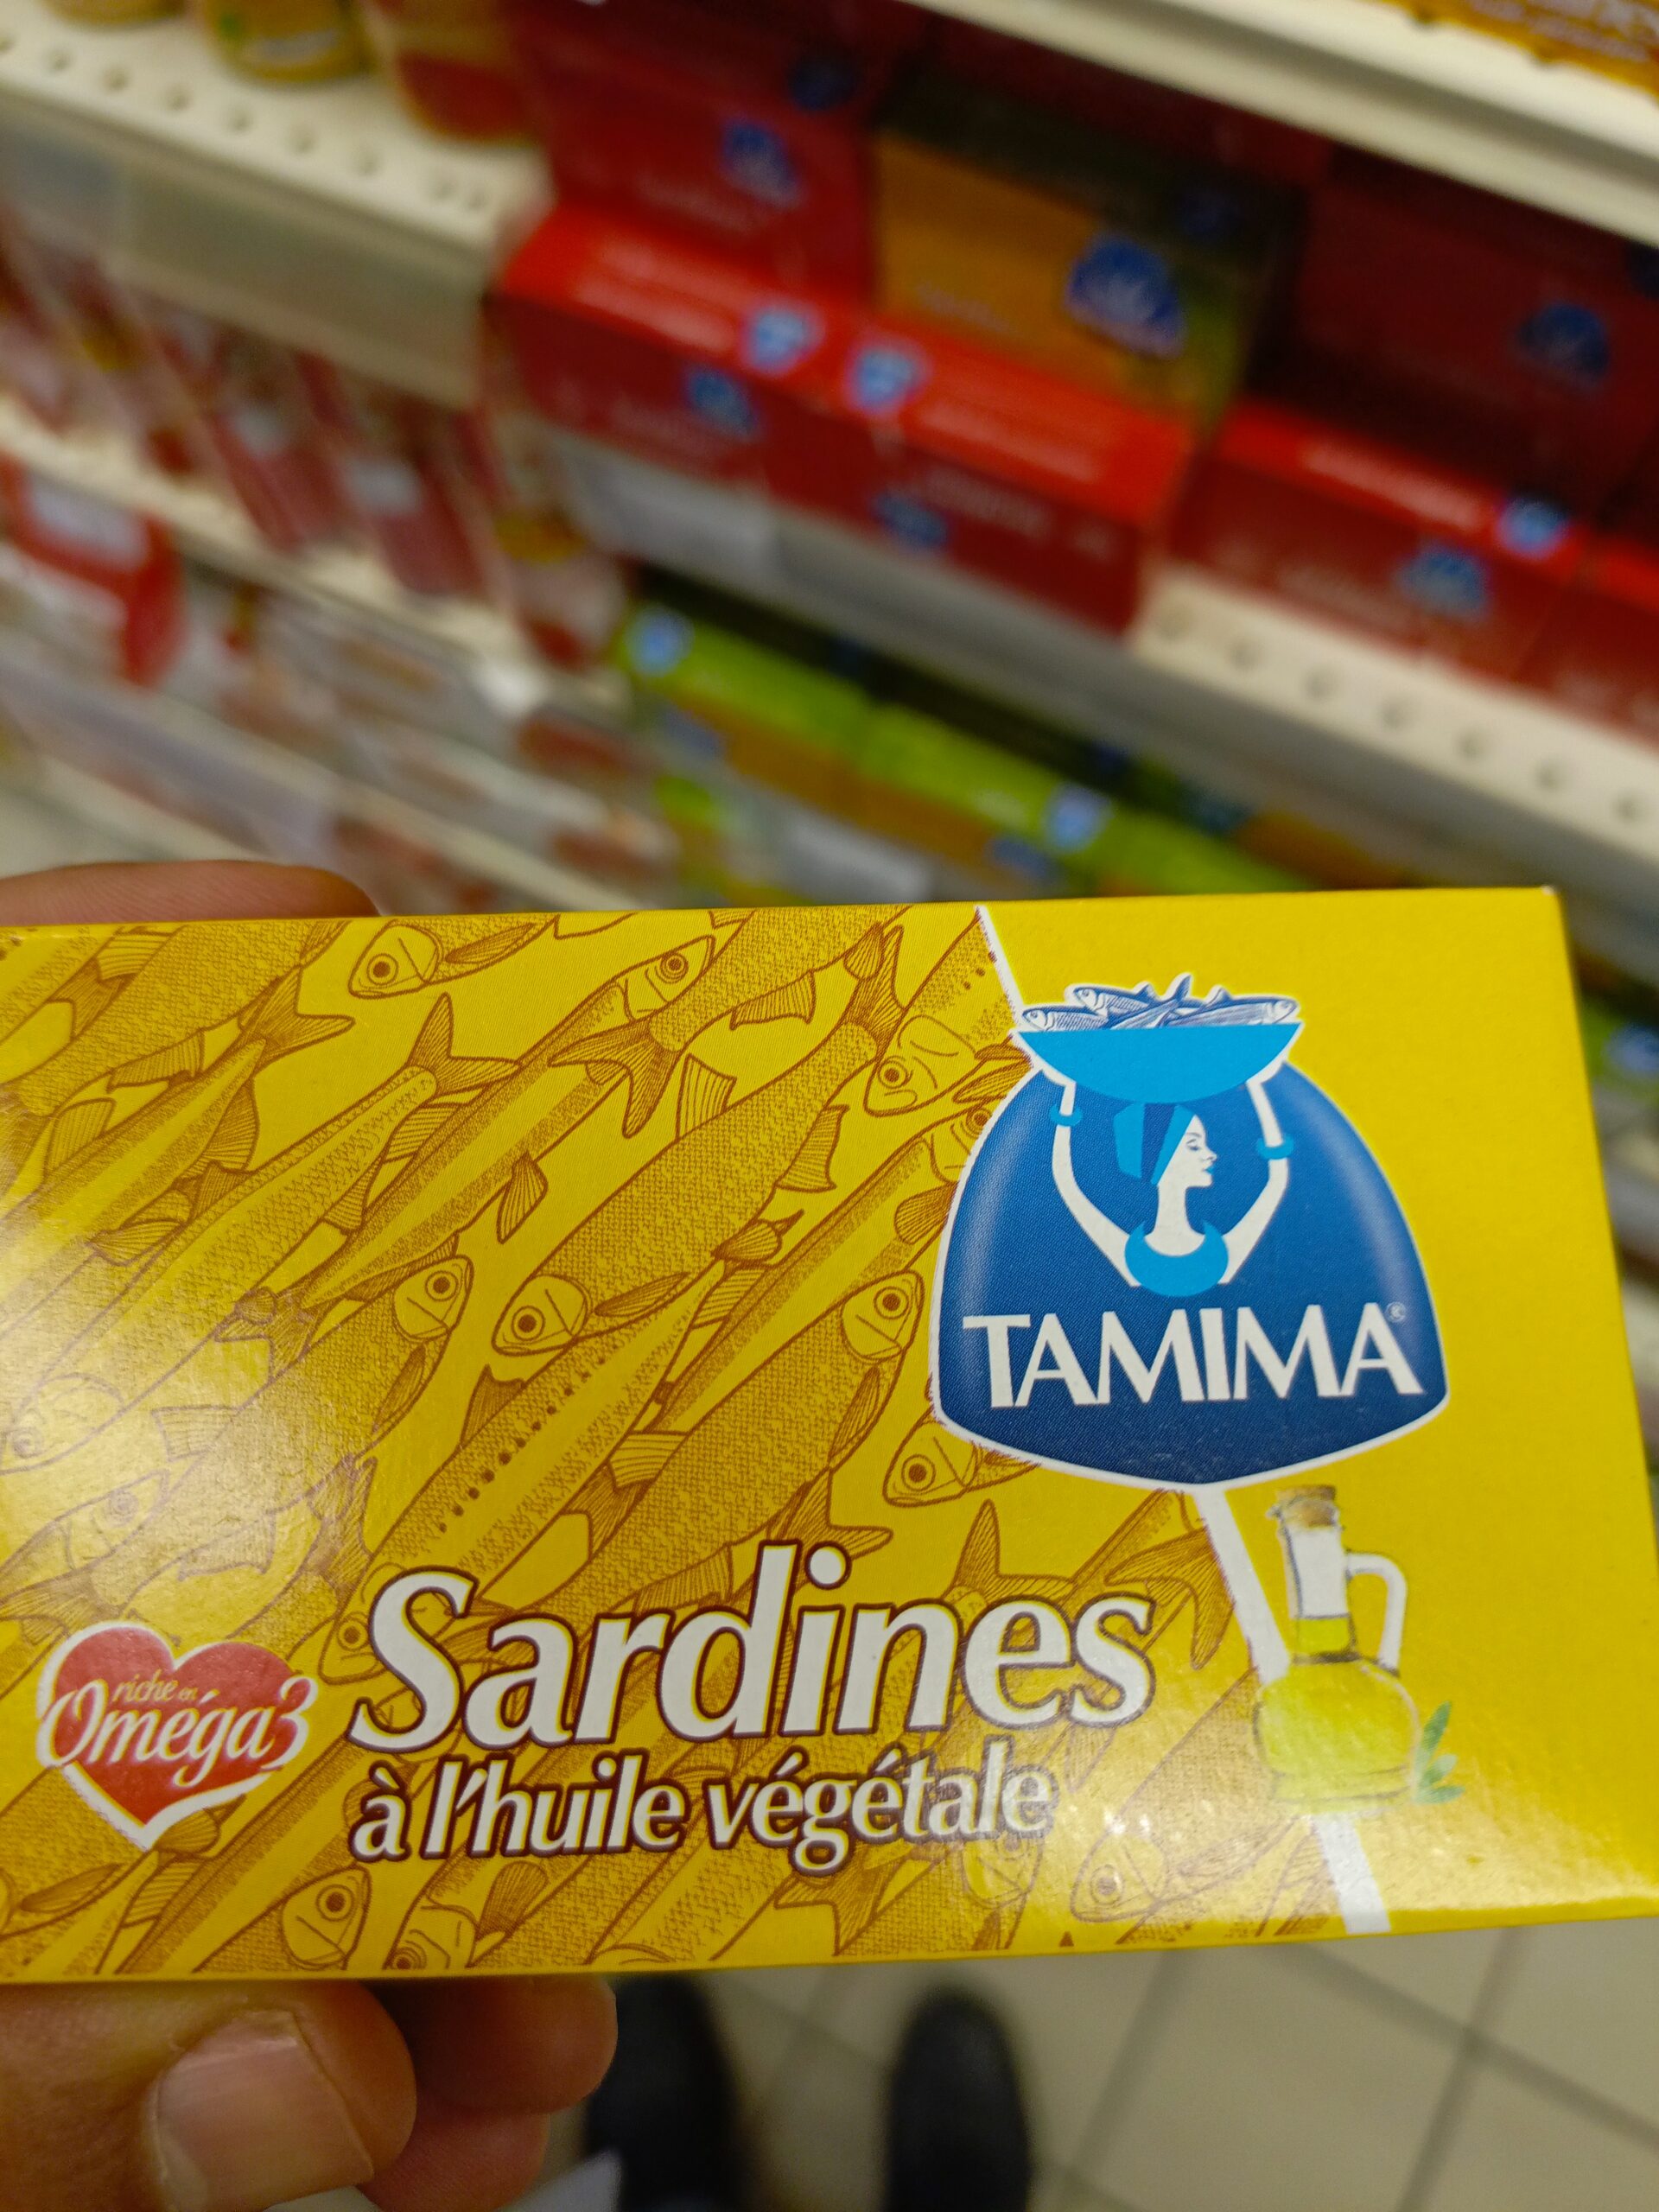 TAMIMA®
Sardines
à l'huile végétale
riche en
Oméga3